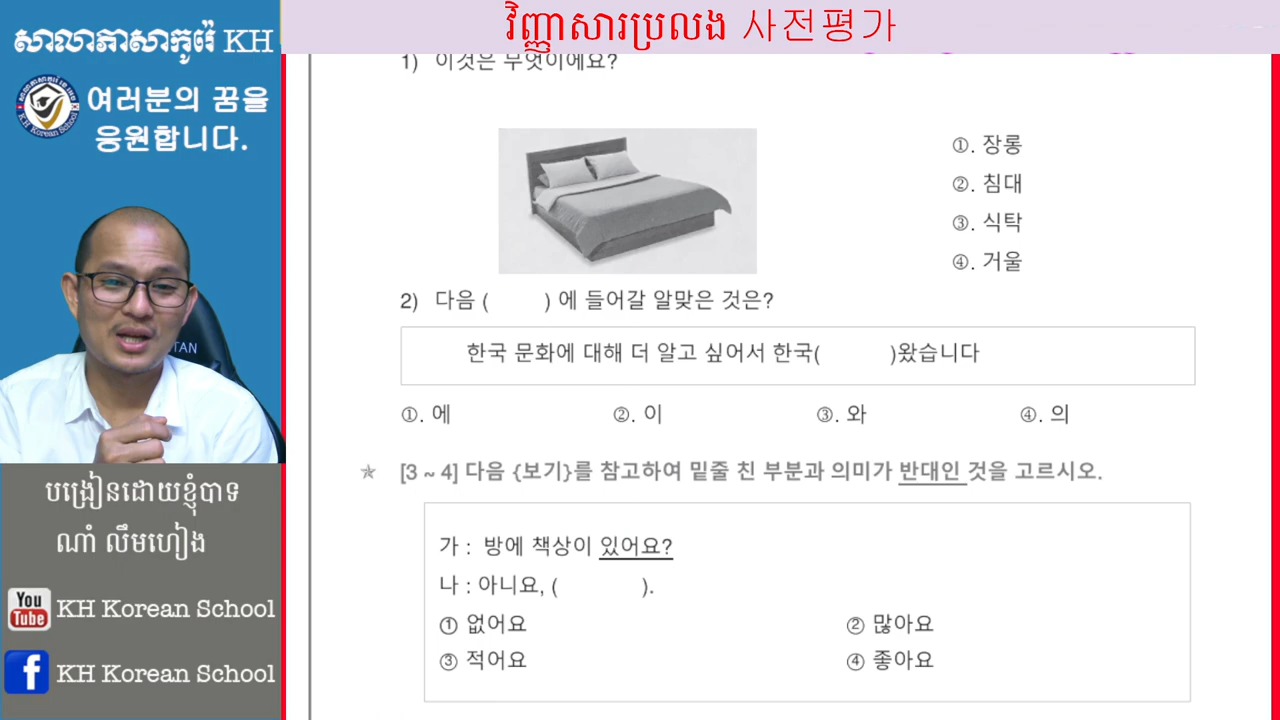 សាលាភាសាកូរ៉េ KH
여러분의 꿈을
응원합니다.
វិញ្ញាសារប្រលង 사전평가
1) 이것은 무엇이에요?
①. 장롱
②. 침대
③. 식탁
④. 거울
2) 다음 ( ) 에 들어갈 알맞은 것은?
한국 문화에 대해 더 알고 싶어서 한국( )왔습니다
①. 에 ②. 이 ③. 와 ④. 의
★ [3 ~ 4] 다음 {보기}를 참고하여 밑줄 친 부분과 의미가 반대인 것을 고르시오.
가 : 방에 책상이 있어요?
나 : 아니요, ( ).
① 없어요 ② 많아요
③ 적어요 ④ 좋아요
បង្រៀនដោយខ្ញុំបាទ
ណាំ លឹមហៀង
You Tube KH Korean School
f KH Korean School